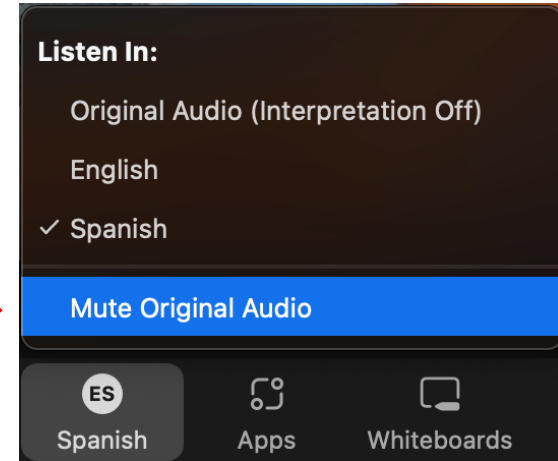 Listen In:
Original Audio (Interpretation Off)
English
✓ Spanish
Mute Original Audio
ES
Spanish Apps Whiteboards